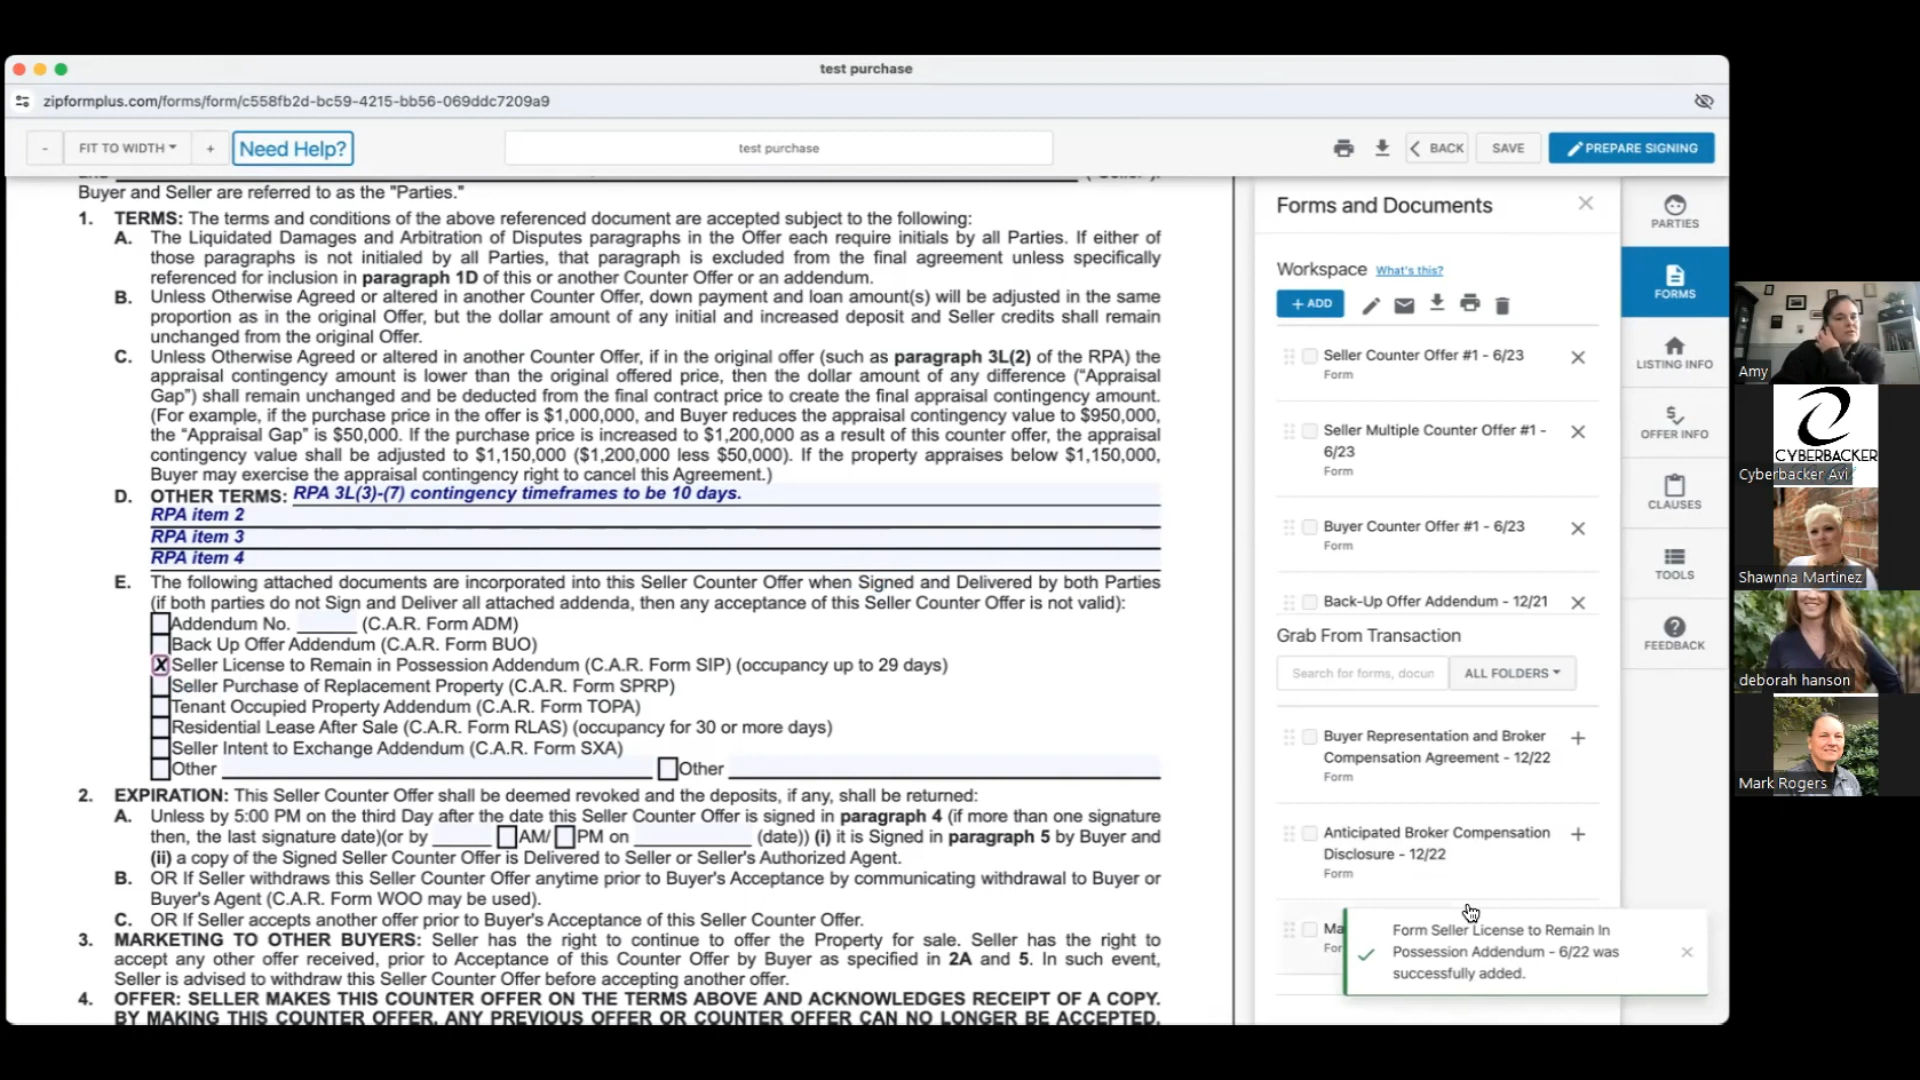 test purchase
zipformplus.com/forms/form/c558fb2d-bc59-4215-bb56-069ddc7209a9
- FIT TO WIDTH + Need Help? test purchase BACK SAVE PREPARE SIGNING
Buyer and Seller are referred to as the "Parties."
1. TERMS: The terms and conditions of the above referenced document are accepted subject to the following:
A. The Liquidated Damages and Arbitration of Disputes paragraphs in the Offer each require initials by all Parties. If either of
those paragraphs is not initialed by all Parties, that paragraph is excluded from the final agreement unless specifically
referenced for inclusion in paragraph 1D of this or another Counter Offer or an addendum.
B. Unless Otherwise Agreed or altered in another Counter Offer, down payment and loan amount(s) will be adjusted in the same
proportion as in the original Offer, but the dollar amount of any initial and increased deposit and Seller credits shall remain
unchanged from the original Offer.
C. Unless Otherwise Agreed or altered in another Counter Offer, if in the original offer (such as paragraph 3L(2) of the RPA) the
appraisal contingency amount is lower than the original offered price, then the dollar amount of any difference (“Appraisal
Gap”) shall remain unchanged and be deducted from the final contract price to create the final appraisal contingency amount.
(For example, if the purchase price in the offer is $1,000,000, and Buyer reduces the appraisal contingency value to $950,000,
the “Appraisal Gap” is $50,000. If the purchase price is increased to $1,200,000 as a result of this counter offer, the appraisal
contingency value shall be adjusted to $1,150,000 ($1,200,000 less $50,000). If the property appraises below $1,150,000,
Buyer may exercise the appraisal contingency right to cancel this Agreement.)
D. OTHER TERMS: RPA 3L(3)-(7) contingency timeframes to be 10 days.
RPA item 2
RPA item 3
RPA item 4
E. The following attached documents are incorporated into this Seller Counter Offer when Signed and Delivered by both Parties
(if both parties do not Sign and Deliver all attached addenda, then any acceptance of this Seller Counter Offer is not valid):
Addendum No. (C.A.R. Form ADM)
Back Up Offer Addendum (C.A.R. Form BUO)
X Seller License to Remain in Possession Addendum (C.A.R. Form SIP) (occupancy up to 29 days)
Seller Purchase of Replacement Property (C.A.R. Form SPRP)
Tenant Occupied Property Addendum (C.A.R. Form TOPA)
Residential Lease After Sale (C.A.R. Form RLAS) (occupancy for 30 or more days)
Seller Intent to Exchange Addendum (C.A.R. Form SXA)
Other Other
2. EXPIRATION: This Seller Counter Offer shall be deemed revoked and the deposits, if any, shall be returned:
A. Unless by 5:00 PM on the third Day after the date this Seller Counter Offer is signed in paragraph 4 (if more than one signature
then, the last signature date)(or by AM/ PM on (date)) (i) it is Signed in paragraph 5 by Buyer and
(ii) a copy of the Signed Seller Counter Offer is Delivered to Seller or Seller's Authorized Agent.
B. OR If Seller withdraws this Seller Counter Offer anytime prior to Buyer's Acceptance by communicating withdrawal to Buyer or
Buyer's Agent (C.A.R. Form WOO may be used).
C. OR If Seller accepts another offer prior to Buyer's Acceptance of this Seller Counter Offer.
3. MARKETING TO OTHER BUYERS: Seller has the right to continue to offer the Property for sale. Seller has the right to
accept any other offer received, prior to Acceptance of this Counter Offer by Buyer as specified in 2A and 5. In such event,
Seller is advised to withdraw this Seller Counter Offer before accepting another offer.
4. OFFER: SELLER MAKES THIS COUNTER OFFER ON THE TERMS ABOVE AND ACKNOWLEDGES RECEIPT OF A COPY.
BY MAKING THIS COUNTER OFFER, ANY PREVIOUS OFFER OR COUNTER OFFER CAN NO LONGER BE ACCEPTED.
Forms and Documents
Workspace What's this?
+ ADD
Seller Counter Offer #1 - 6/23
Form
Seller Multiple Counter Offer #1 -
6/23
Form
Buyer Counter Offer #1 - 6/23
Form
Back-Up Offer Addendum - 12/21
Grab From Transaction
Search for forms, docun ALL FOLDERS
Buyer Representation and Broker
Compensation Agreement - 12/22
Form
Anticipated Broker Compensation
Disclosure - 12/22
Form
Ma
For
Form Seller License to Remain In
Possession Addendum - 6/22 was
successfully added.
PARTIES
FORMS
LISTING INFO
OFFER INFO
CLAUSES
TOOLS
FEEDBACK
Amy
CYBERBACKER
Cyberbacker Avi
Shawnna Martinez
deborah hanson
Mark Rogers